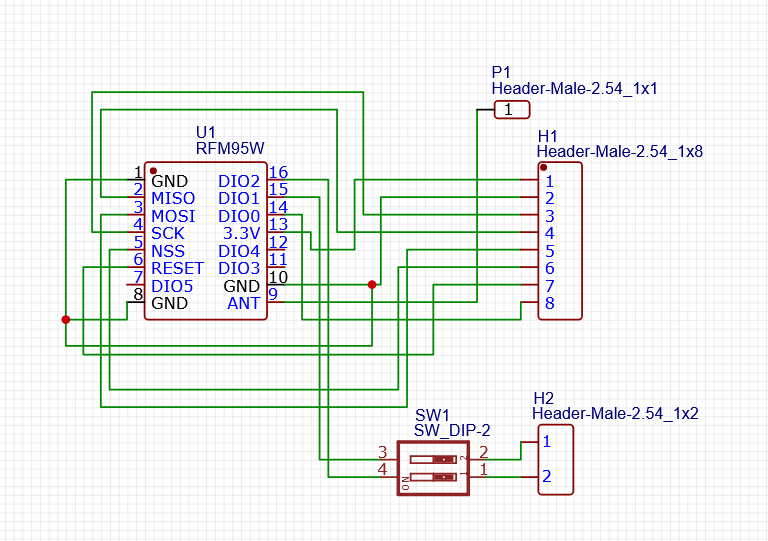 P1
Header-Male-2.54_1x1
1
U1
RFM95W
H1
Header-Male-2.54_1x8
1 GND DIO2 16
2 MISO DIO1 15
3 MOSI DIO0 14
4 SCK 3.3V 13
5 NSS DIO4 12
6 RESET DIO3 11
7 DIO5 GND 10
8 GND ANT 9
1
2
3
4
5
6
7
8
SW1
SW_DIP-2
3 2 2
4 1 1
ON
H2
Header-Male-2.54_1x2
1
2